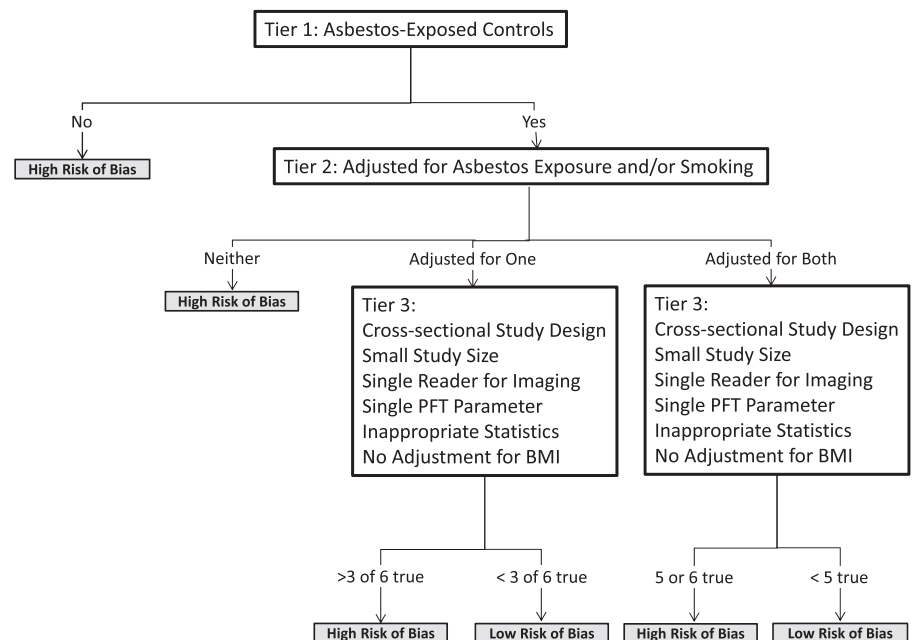 Tier 1: Asbestos-Exposed Controls
No
Yes
High Risk of Bias
Tier 2: Adjusted for Asbestos Exposure and/or Smoking
Neither
Adjusted for One
Adjusted for Both
High Risk of Bias
Tier 3:
Cross-sectional Study Design
Small Study Size
Single Reader for Imaging
Single PFT Parameter
Inappropriate Statistics
No Adjustment for BMI
Tier 3:
Cross-sectional Study Design
Small Study Size
Single Reader for Imaging
Single PFT Parameter
Inappropriate Statistics
No Adjustment for BMI
>3 of 6 true
< 3 of 6 true
5 or 6 true
< 5 true
High Risk of Bias
Low Risk of Bias
High Risk of Bias
Low Risk of Bias